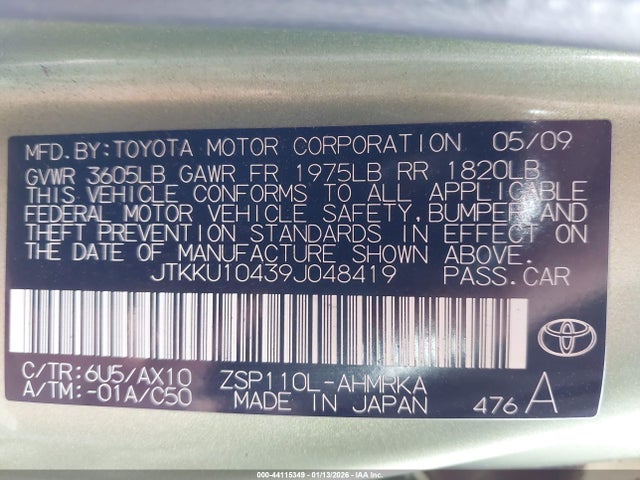 MFD.BY:TOYOTA MOTOR CORPORATION 05/09
GVWR 3605LB GAWR FR 1975LB RR 1820LB
THIS VEHICLE CONFORMS TO ALL APPLICABLE
FEDERAL MOTOR VEHICLE SAFETY, BUMPER, AND
THEFT PREVENTION STANDARDS IN EFFECT ON
THE DATE OF MANUFACTURE SHOWN ABOVE.
JTKKU10439J048419 PASS.CAR
C/TR:6U5/AX10 ZSP110L-AHMRKA
A/TM:-01A/C50 MADE IN JAPAN 476 A
000-44115349 - 01/13/2026 - IAA, Inc.